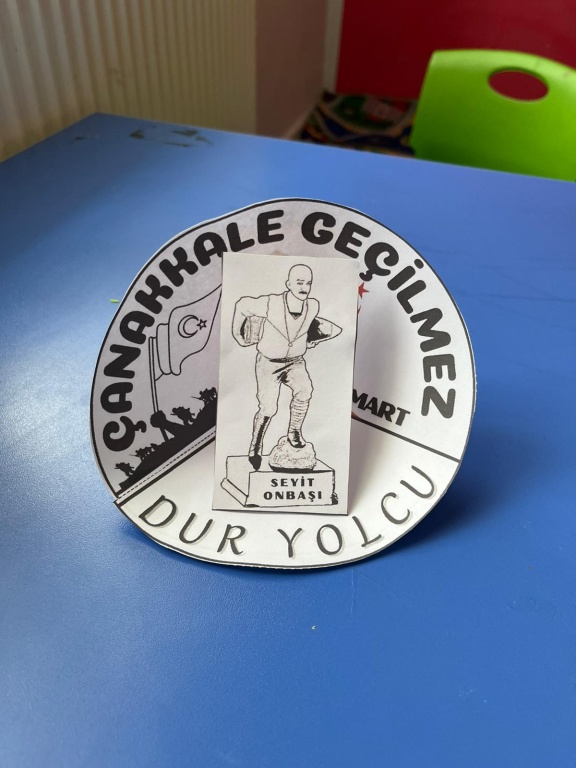 ÇANAKKALE GEÇİLMEZ
MART
SEYİT
ONBAŞI
DUR YOLCU